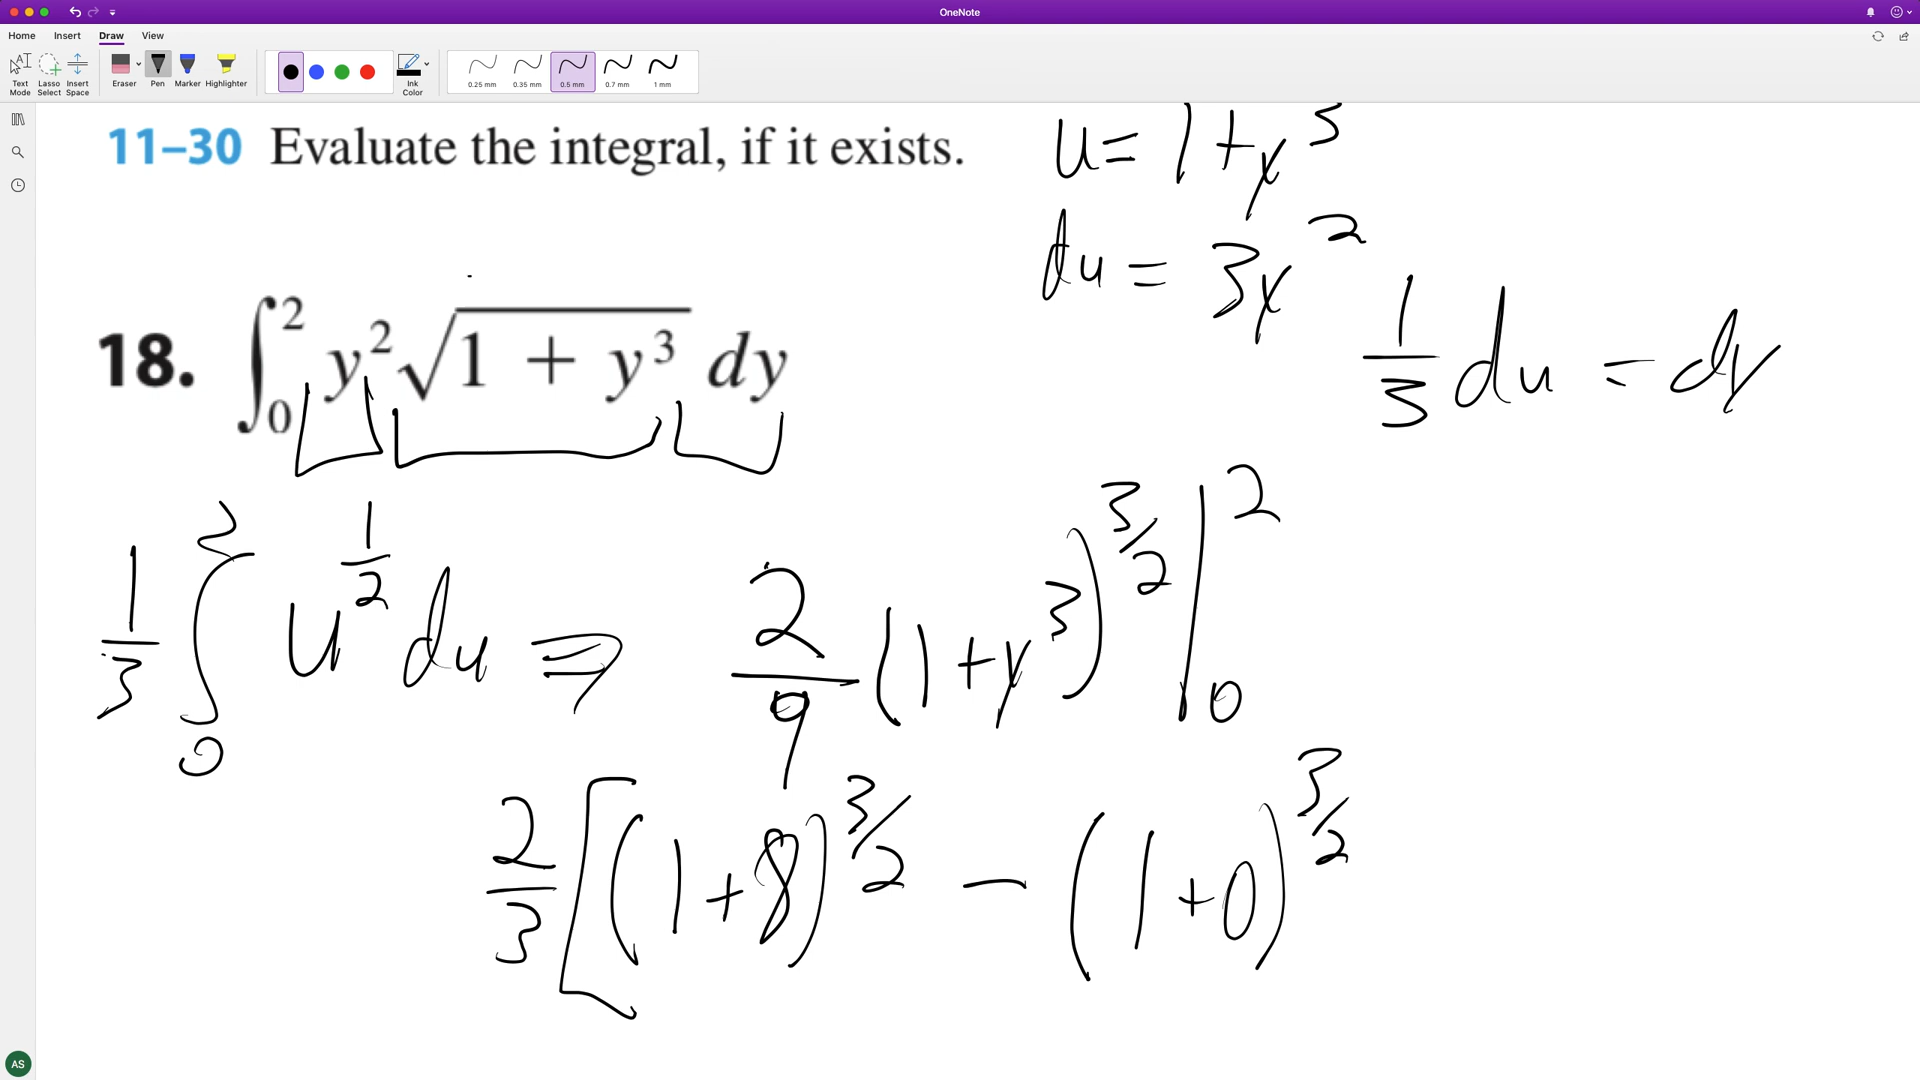 OneNote
Home Insert Draw View
Text Mode Lasso Select Insert Space Eraser Pen Marker Highlighter Ink Color 0.25 mm 0.35 mm 0.5 mm 0.7 mm 1 mm
11–30 Evaluate the integral, if it exists.
u = 1 + y^3
du = 3y^2
1/3 du = dy
18. ∫_0^2 y^2 √(1 + y^3) dy
1/3 ∫_0^2 u^(1/2) du ⇒ 2/9 (1+y^3)^(3/2) |_0^2
2/3 [(1+8)^(3/2) − (1+0)^(3/2)
AS